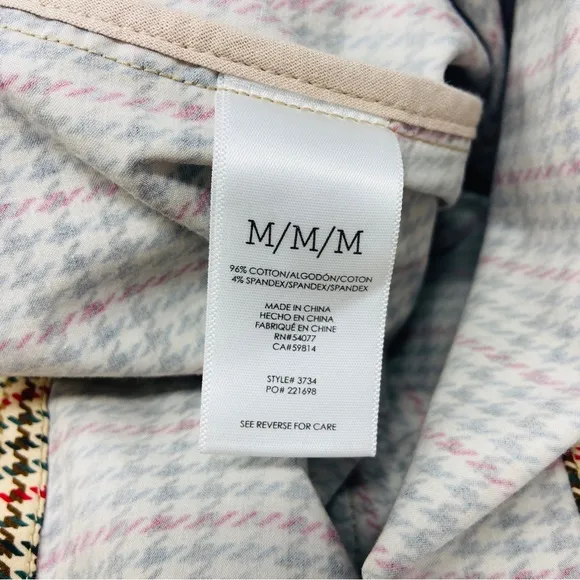 M/M/M
96% COTTON/ALGODÓN/COTON
4% SPANDEX/SPANDEX/SPANDEX
MADE IN CHINA
HECHO EN CHINA
FABRIQUÉ EN CHINE
RN#54077
CA#59814
STYLE# 3734
PO# 221698
SEE REVERSE FOR CARE